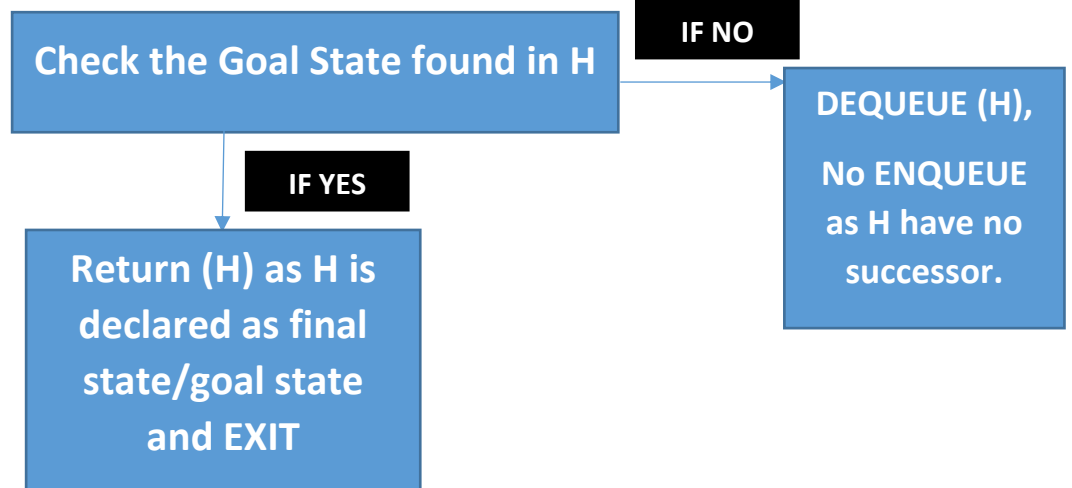 Check the Goal State found in H
IF NO
DEQUEUE (H),
No ENQUEUE
as H have no
successor.
IF YES
Return (H) as H is
declared as final
state/goal state
and EXIT